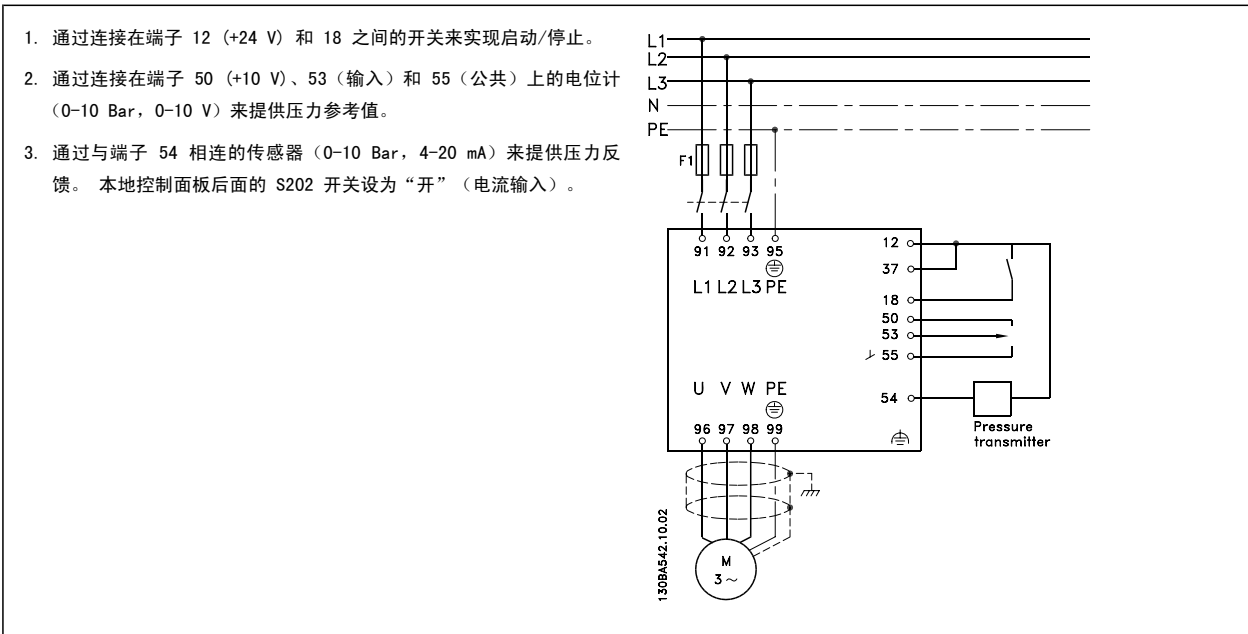 1. 通过连接在端子 12 (+24 V) 和 18 之间的开关来实现启动/停止。
2. 通过连接在端子 50 (+10 V)、53（输入）和 55（公共）上的电位计
（0-10 Bar，0-10 V）来提供压力参考值。
3. 通过与端子 54 相连的传感器（0-10 Bar，4-20 mA）来提供压力反
馈。 本地控制面板后面的 S202 开关设为“开”（电流输入）。
L1
L2
L3
N
PE
F1
91 92 93 95
L1 L2 L3 PE
12
37
18
50
53
55
54
U V W PE
96 97 98 99
Pressure
transmitter
M
3~
130BA542.10.02